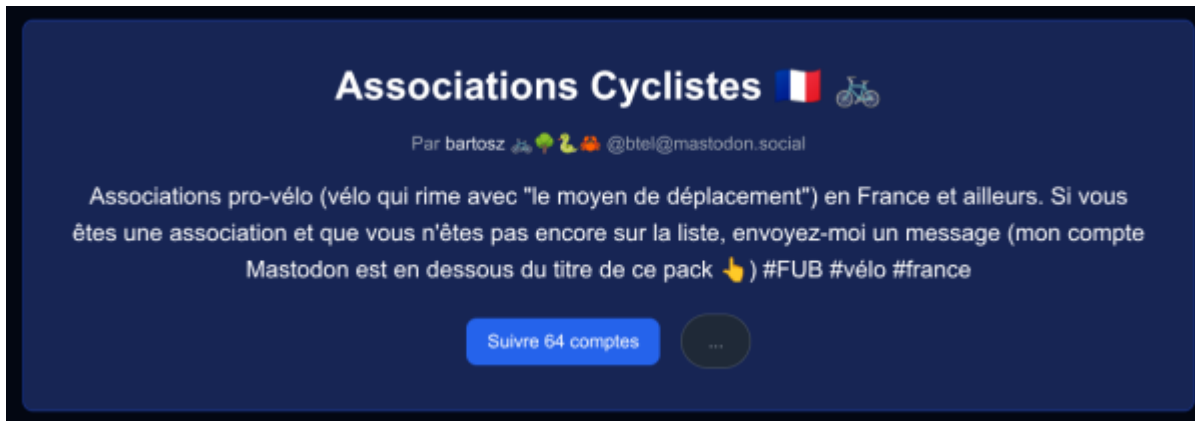 Associations Cyclistes 🇫🇷 🚲
Par bartosz 🚲🌳🐍🦀 @btel@mastodon.social
Associations pro-vélo (vélo qui rime avec "le moyen de déplacement") en France et ailleurs. Si vous
êtes une association et que vous n'êtes pas encore sur la liste, envoyez-moi un message (mon compte
Mastodon est en dessous du titre de ce pack 👆) #FUB #vélo #france
Suivre 64 comptes ...